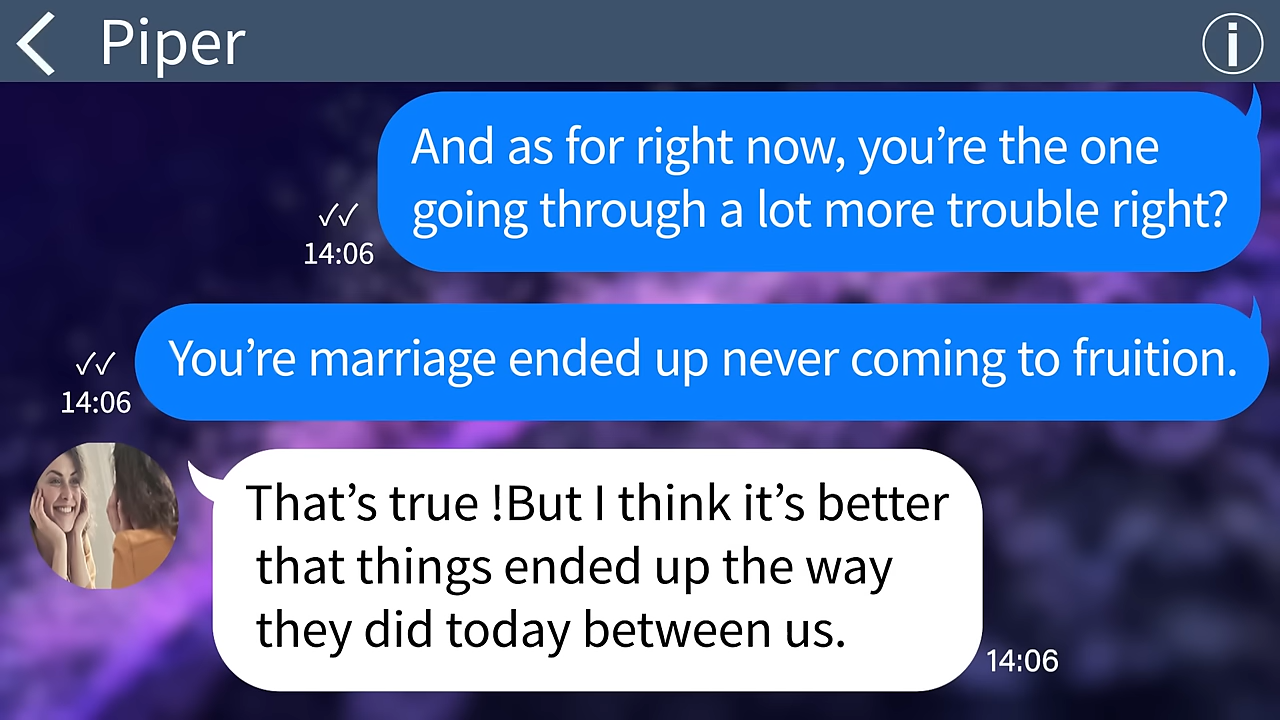 Piper
And as for right now, you’re the one
going through a lot more trouble right?
14:06
You’re marriage ended up never coming to fruition.
14:06
That’s true !But I think it’s better
that things ended up the way
they did today between us.
14:06